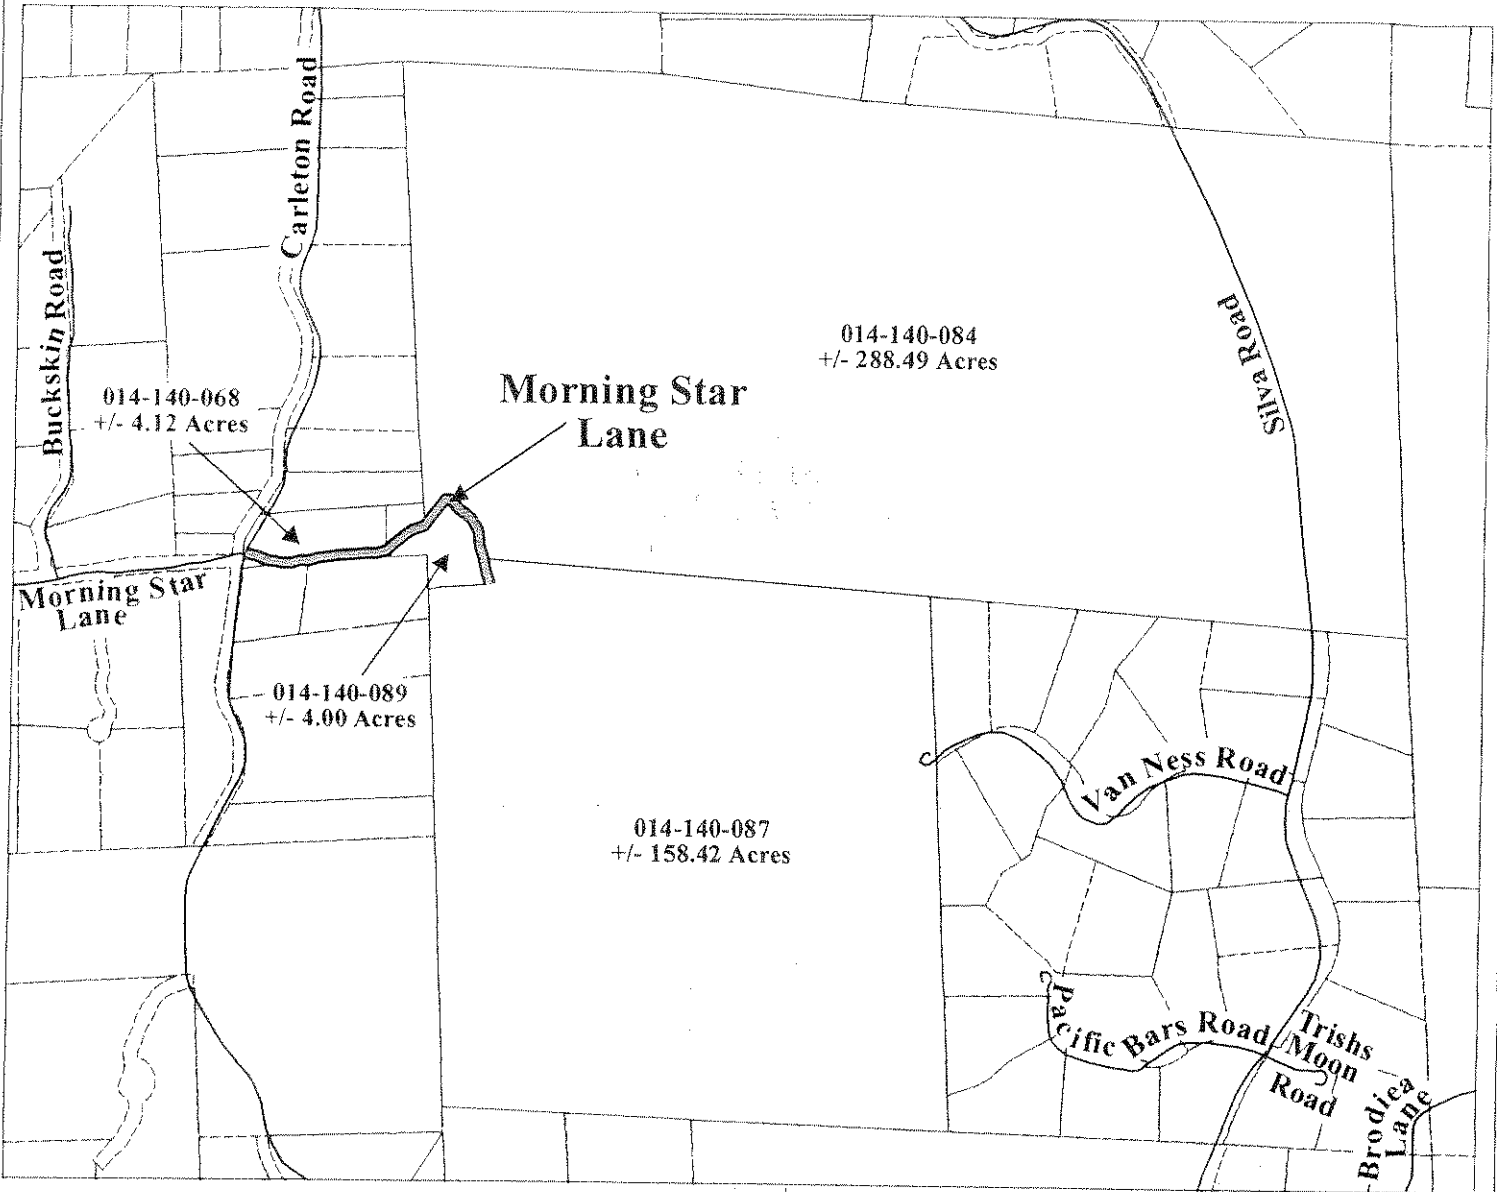 Carleton Road
Buckskin Road
014-140-084
+/- 288.49 Acres
Silva Road
014-140-068
+/- 4.12 Acres
Morning Star
Lane
Morning Star
Lane
014-140-089
+/- 4.00 Acres
Van Ness Road
014-140-087
+/- 158.42 Acres
Pacific Bars Road
Trishs
Moon
Road
Brodiea
Lane